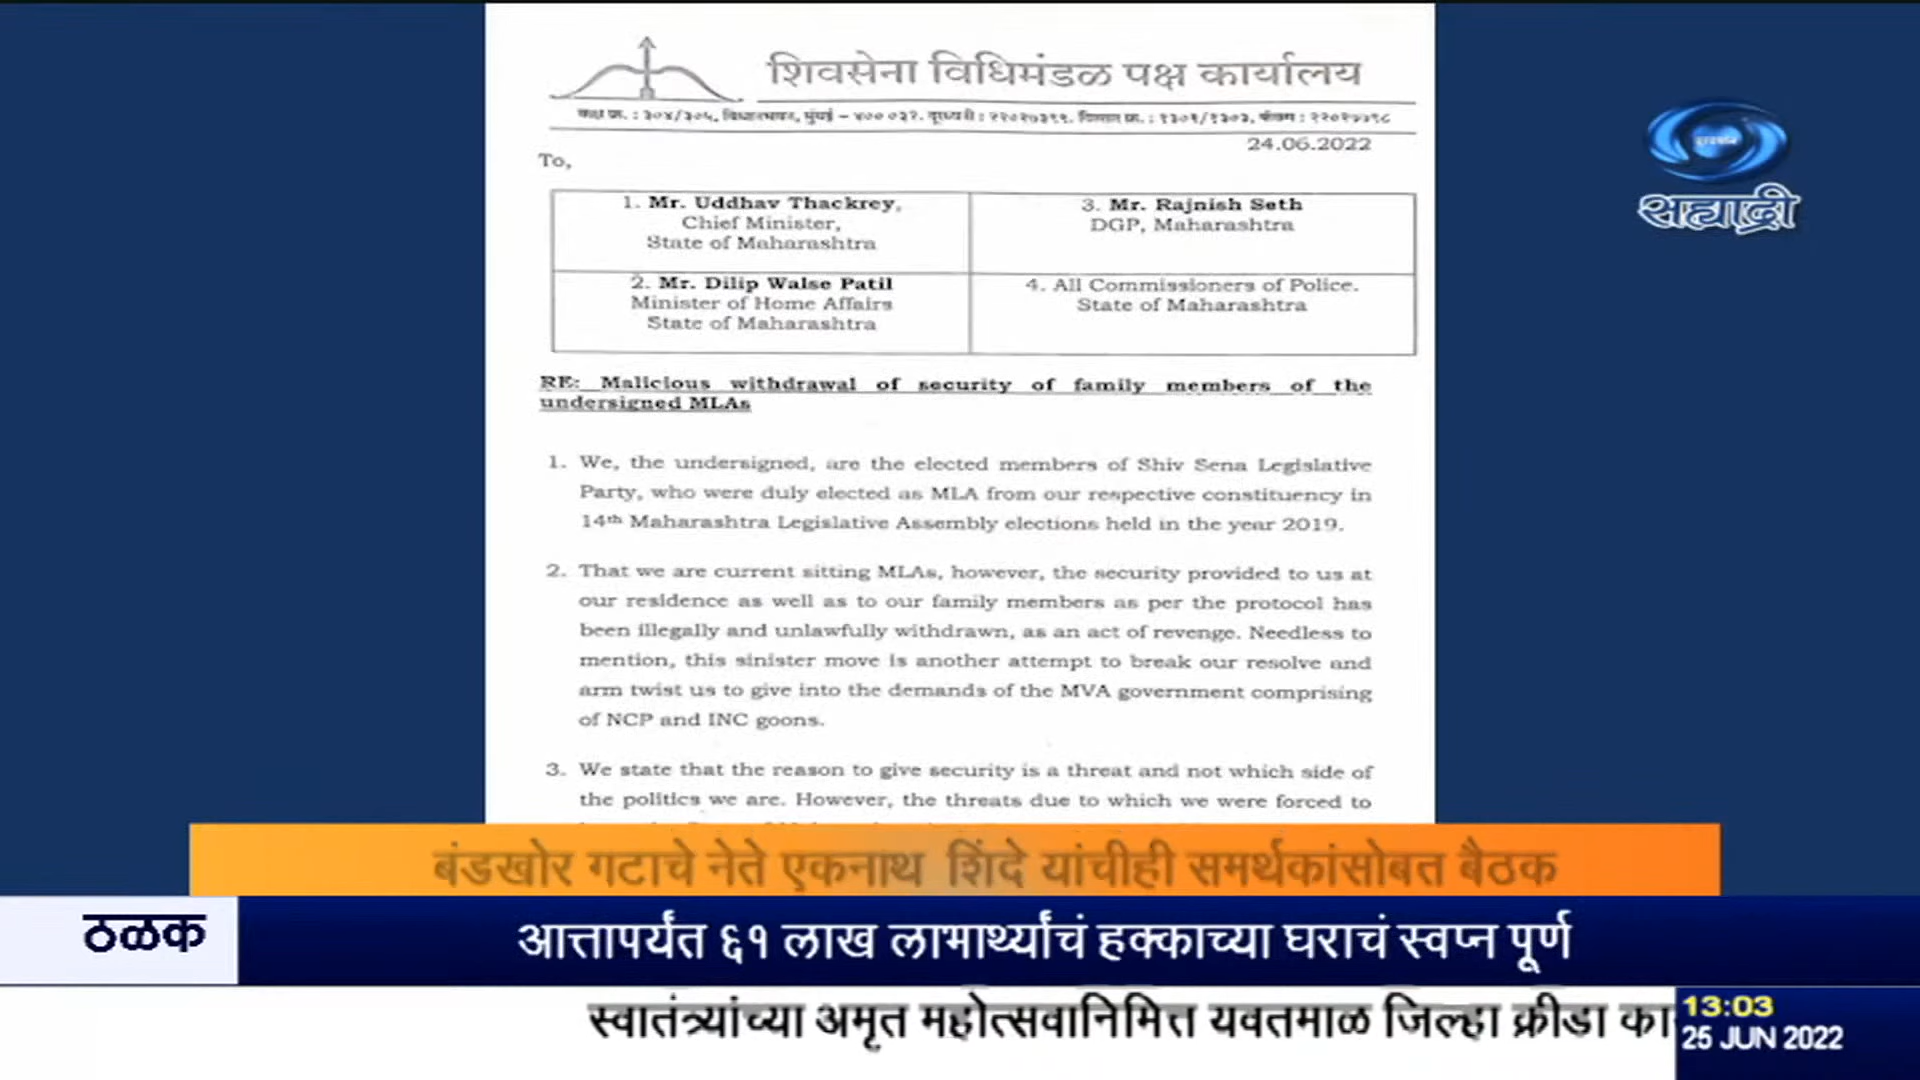 शिवसेना विधिमंडळ पक्ष कार्यालय
कक्ष क्र. : ३०४/३०५, विधानभवन, मुंबई - ४०० ०३२.
24.06.2022
To,
1. Mr. Uddhav Thackrey,
Chief Minister,
State of Maharashtra
3. Mr. Rajnish Seth
DGP, Maharashtra
2. Mr. Dilip Walse Patil
Minister of Home Affairs
State of Maharashtra
4. All Commissioners of Police.
State of Maharashtra
RE: Malicious withdrawal of security of family members of the
undersigned MLAs
1. We, the undersigned, are the elected members of Shiv Sena Legislative
Party, who were duly elected as MLA from our respective constituency in
14th Maharashtra Legislative Assembly elections held in the year 2019.
2. That we are current sitting MLAs, however, the security provided to us at
our residence as well as to our family members as per the protocol has
been illegally and unlawfully withdrawn, as an act of revenge. Needless to
mention, this sinister move is another attempt to break our resolve and
arm twist us to give into the demands of the MVA government comprising
of NCP and INC goons.
3. We state that the reason to give security is a threat and not which side of
the politics we are. However, the threats due to which we were forced to
दूरदर्शन
सह्याद्री
बंडखोर गटाचे नेते एकनाथ शिंदे यांचीही समर्थकांसोबत बैठक
ठळक
आत्तापर्यंत ६१ लाख लाभार्थ्यांचं हक्काच्या घराचं स्वप्न पूर्ण
स्वातंत्र्यांच्या अमृत महोत्सवानिमित्त यवतमाळ जिल्हा क्रीडा का
13:03
25 JUN 2022